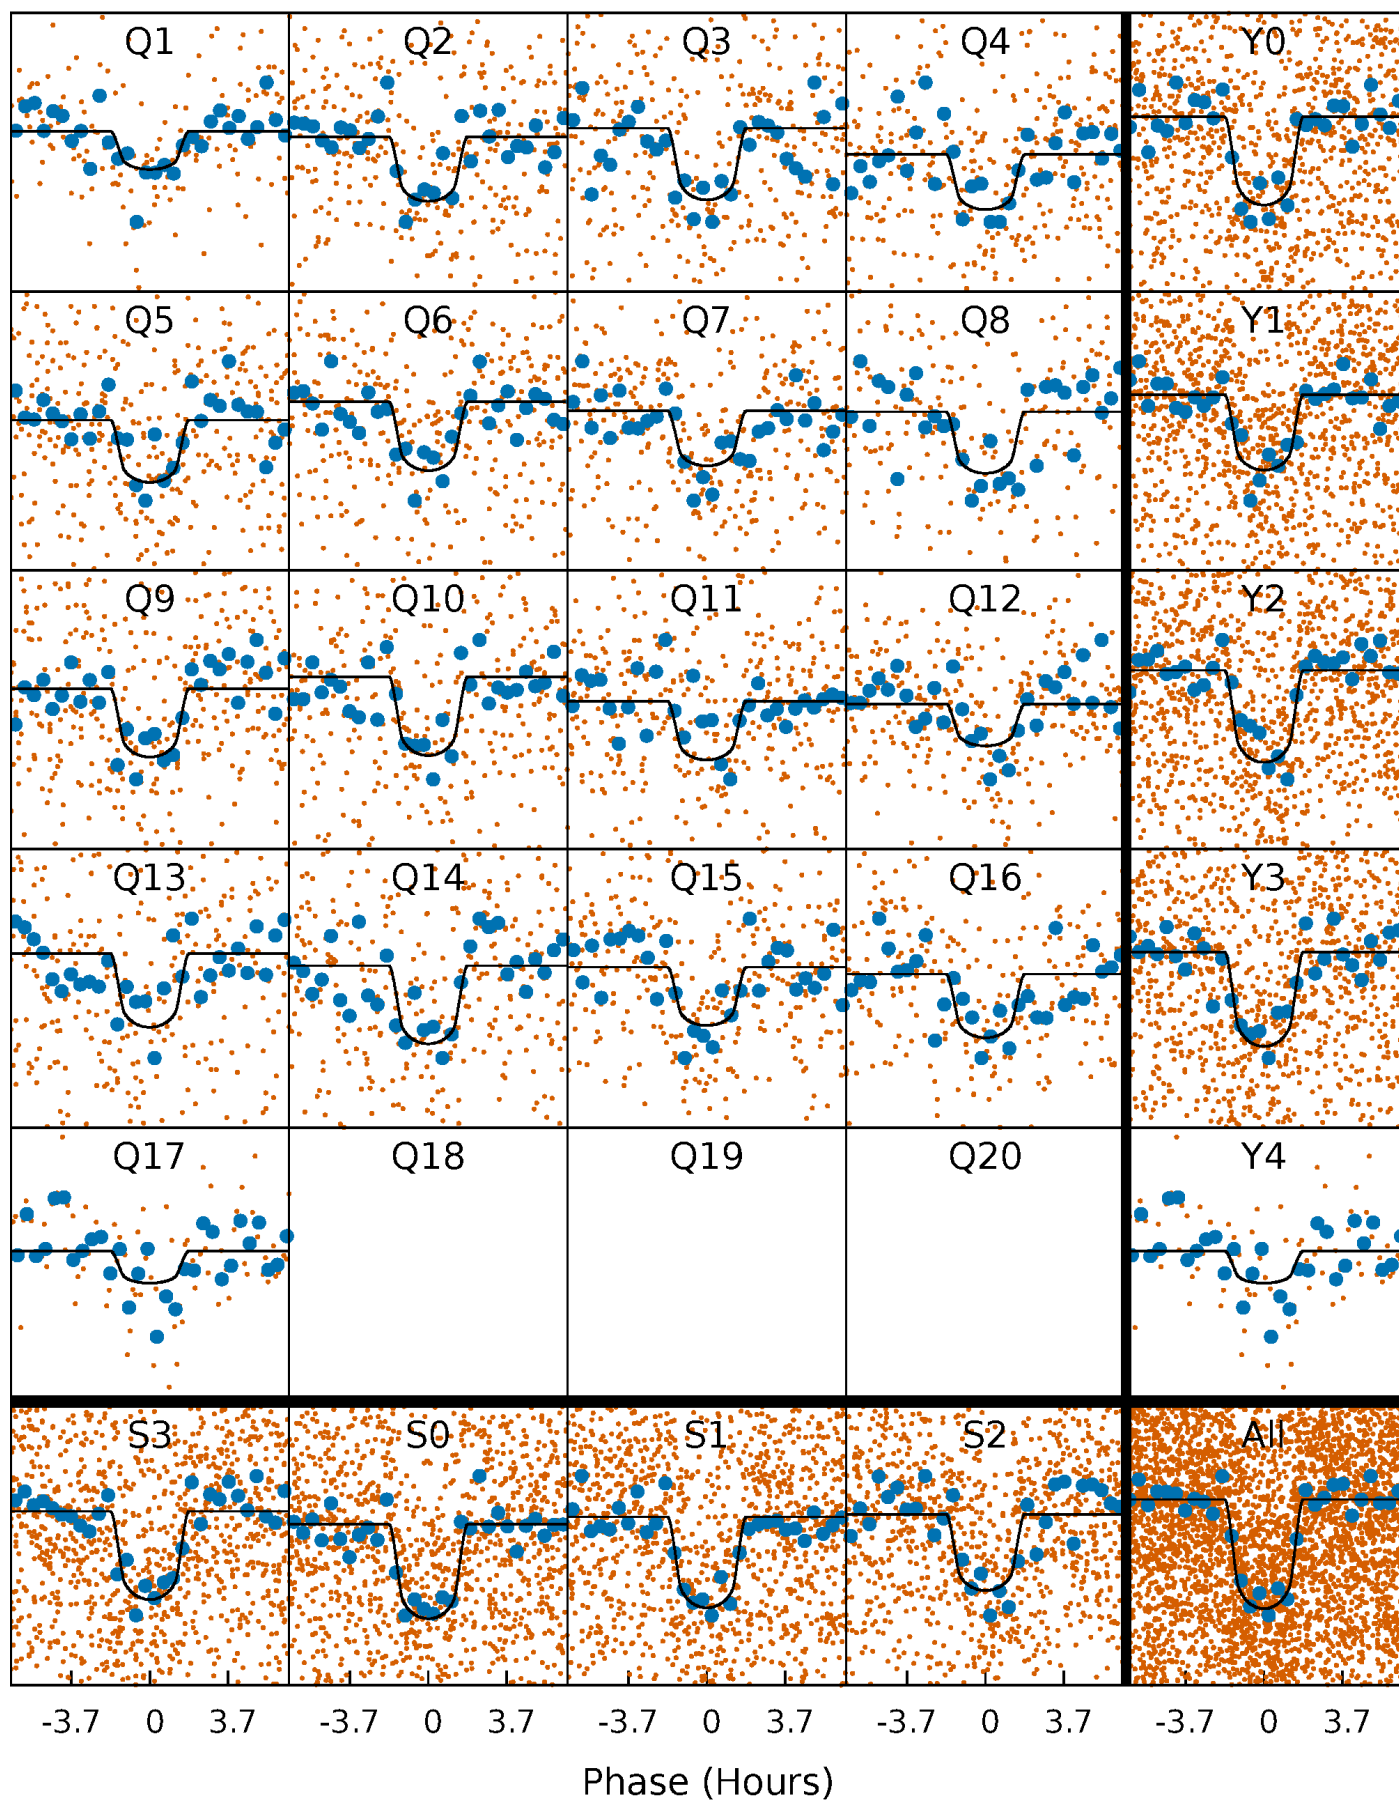 Q1 Q2 Q3 Q4 Y0
Q5 Q6 Q7 Q8 Y1
Q9 Q10 Q11 Q12 Y2
Q13 Q14 Q15 Q16 Y3
Q17 Q18 Q19 Q20 Y4
S3 S0 S1 S2 All
-3.7 0 3.7 -3.7 0 3.7 -3.7 0 3.7 -3.7 0 3.7 -3.7 0 3.7
Phase (Hours)